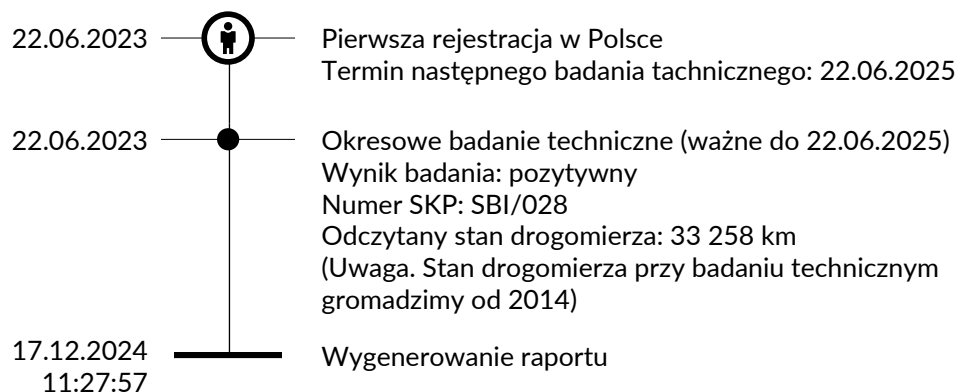 22.06.2023
Pierwsza rejestracja w Polsce
Termin następnego badania tachnicznego: 22.06.2025
22.06.2023
Okresowe badanie techniczne (ważne do 22.06.2025)
Wynik badania: pozytywny
Numer SKP: SBI/028
Odczytany stan drogomierza: 33 258 km
(Uwaga. Stan drogomierza przy badaniu technicznym
gromadzimy od 2014)
17.12.2024
11:27:57
Wygenerowanie raportu